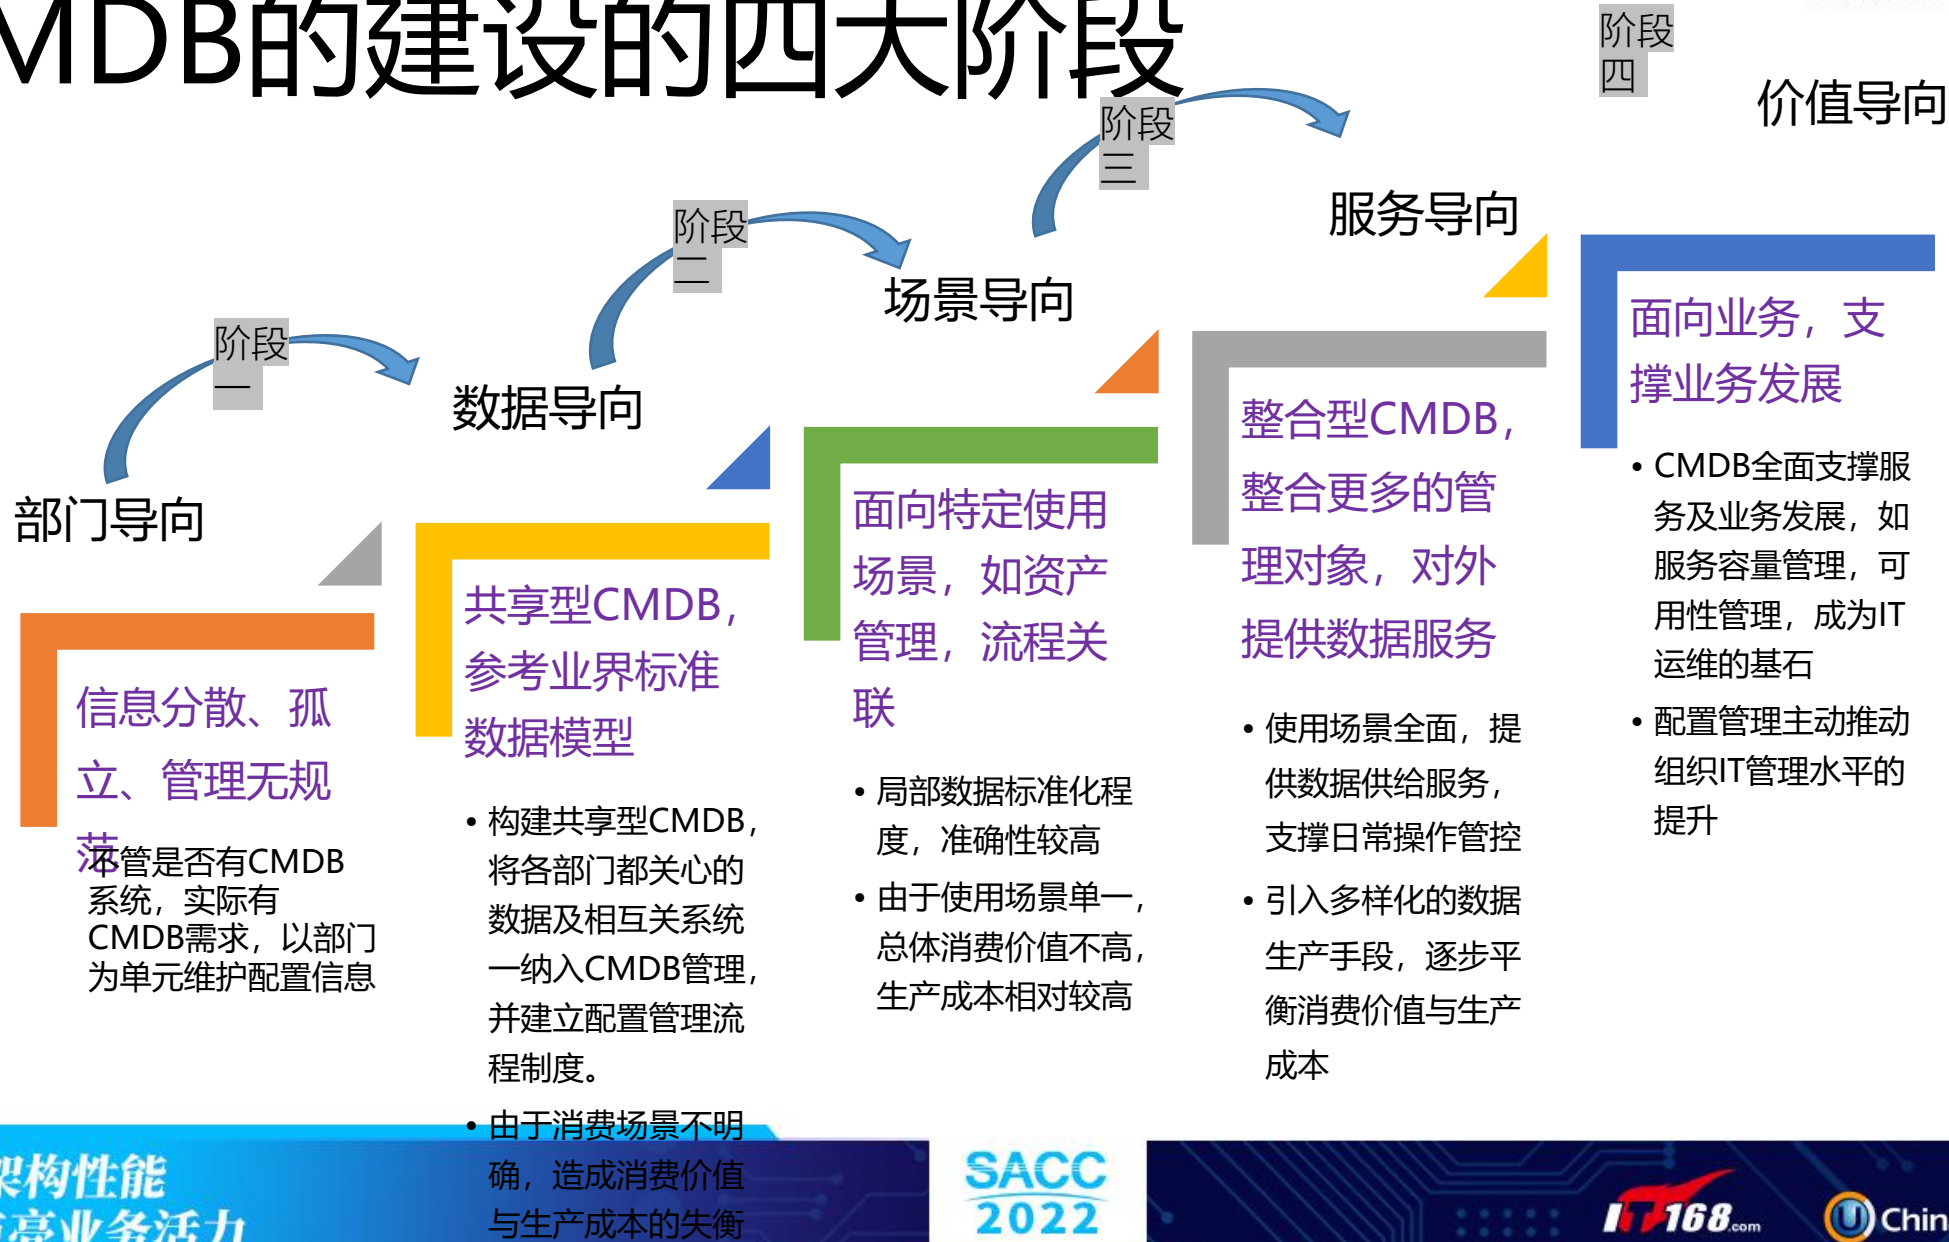 MDB的建设的四大阶段
阶段
四
价值导向
阶段
三
服务导向
阶段
二
场景导向
阶段
一
数据导向
部门导向
信息分散、孤
立、管理无规
范
不管是否有CMDB
系统，实际有
CMDB需求，以部门
为单元维护配置信息
共享型CMDB，
参考业界标准
数据模型
• 构建共享型CMDB，
将各部门都关心的
数据及相互关系统
一纳入CMDB管理，
并建立配置管理流
程制度。
• 由于消费场景不明
确，造成消费价值
与生产成本的失衡
面向特定使用
场景，如资产
管理，流程关
联
• 局部数据标准化程
度，准确性较高
• 由于使用场景单一，
总体消费价值不高，
生产成本相对较高
整合型CMDB，
整合更多的管
理对象，对外
提供数据服务
• 使用场景全面，提
供数据供给服务，
支撑日常操作管控
• 引入多样化的数据
生产手段，逐步平
衡消费价值与生产
成本
面向业务，支
撑业务发展
• CMDB全面支撑服
务及业务发展，如
服务容量管理，可
用性管理，成为IT
运维的基石
• 配置管理主动推动
组织IT管理水平的
提升
架构性能
亮业务活力
SACC
2022
IT168.com
Chin